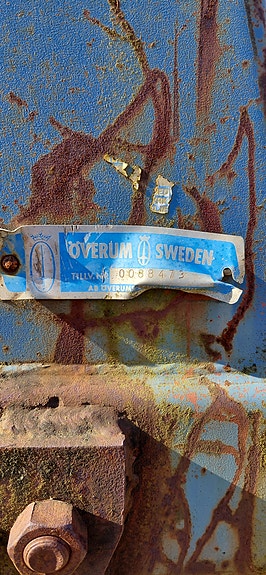 ÖVERUM SWEDEN
TILLV. NR. 0088473
AB ÖVERUM